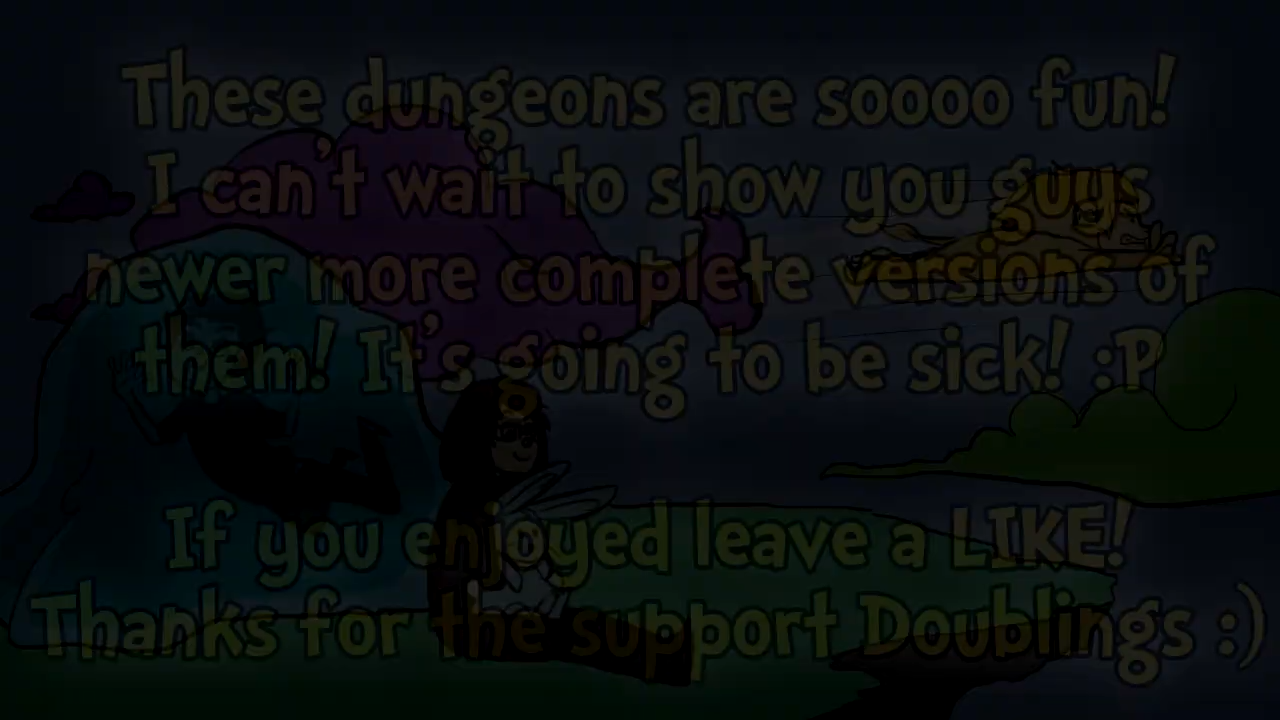 These dungeons are soooo fun!
I can't wait to show you guys
newer more complete versions of
them! It's going to be sick! :P
If you enjoyed leave a LIKE!
Thanks for the support Doublings :)